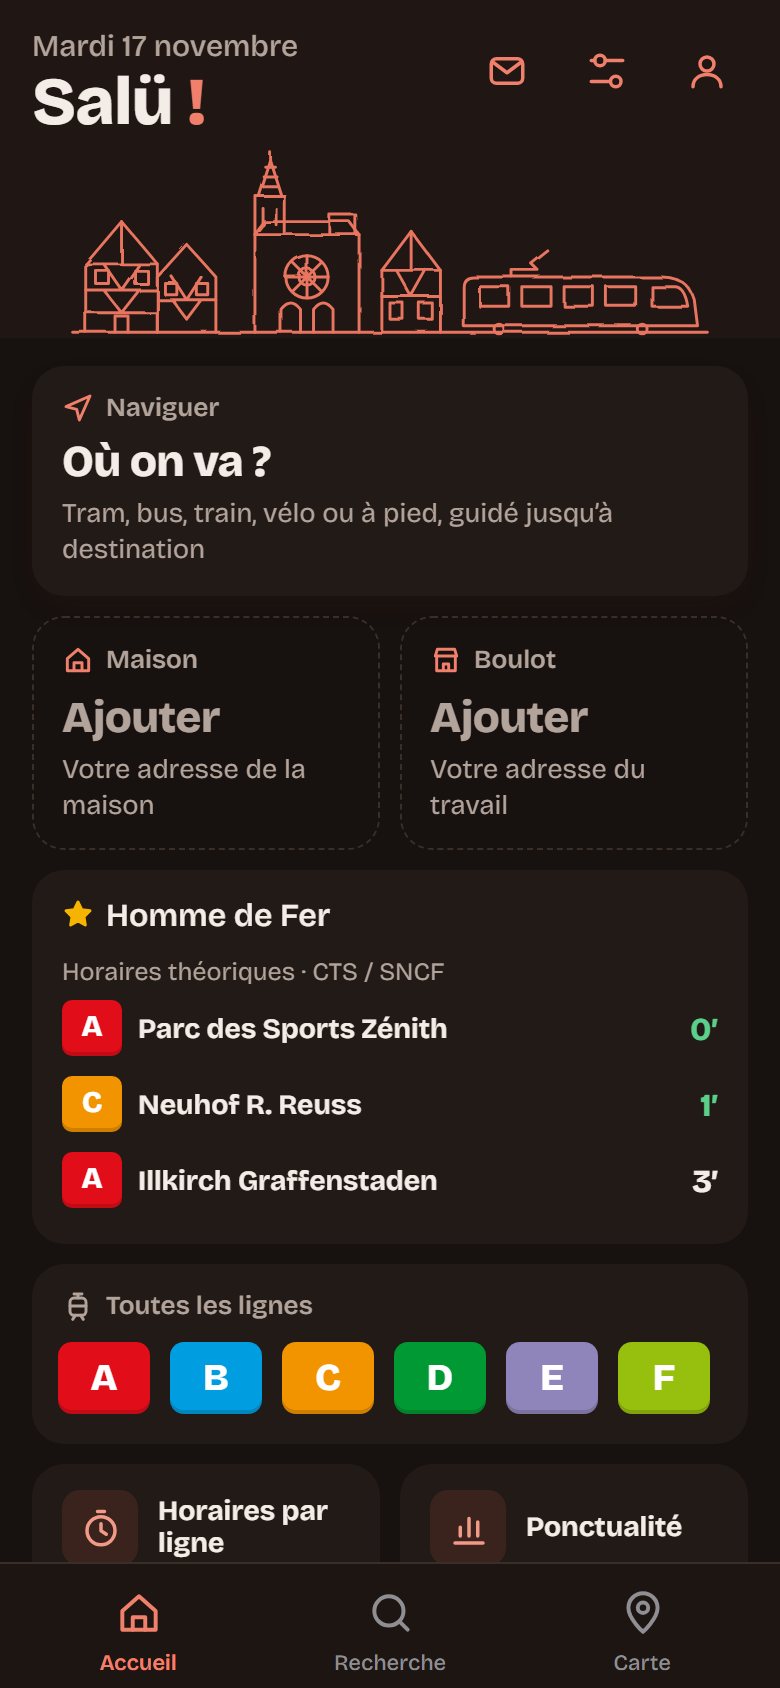 Mardi 17 novembre
Salü !
Naviguer
Où on va ?
Tram, bus, train, vélo ou à pied, guidé jusqu'à
destination
Maison
Ajouter
Votre adresse de la
maison
Boulot
Ajouter
Votre adresse du
travail
Homme de Fer
Horaires théoriques · CTS / SNCF
A Parc des Sports Zénith 0′
C Neuhof R. Reuss 1′
A Illkirch Graffenstaden 3′
Toutes les lignes
A B C D E F
Horaires par
ligne
Ponctualité
Accueil Recherche Carte